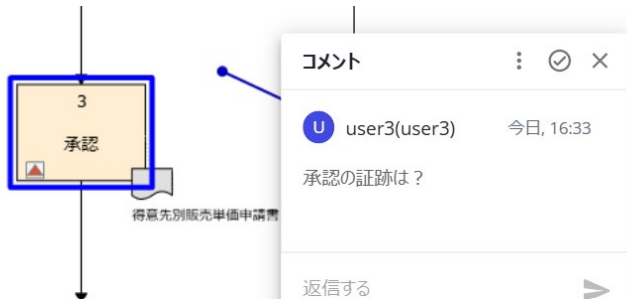 3
承認
得意先別販売単価申請書
コメント
U user3(user3) 今日, 16:33
承認の証跡は？
返信する